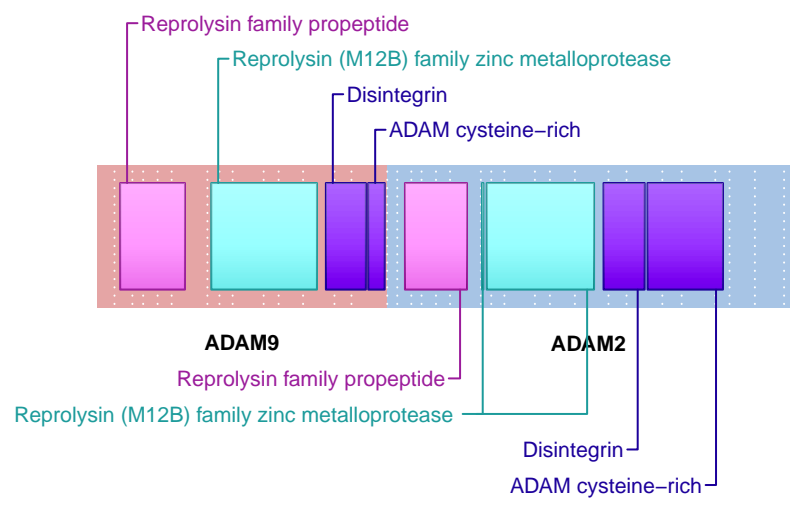 Reprolysin family propeptide
Reprolysin (M12B) family zinc metalloprotease
Disintegrin
ADAM cysteine−rich
ADAM9
ADAM2
Reprolysin family propeptide
Reprolysin (M12B) family zinc metalloprotease
Disintegrin
ADAM cysteine−rich